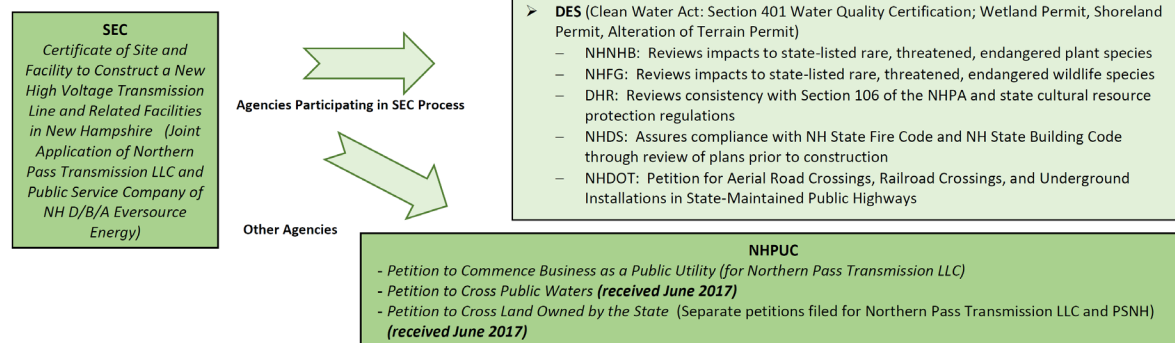 SEC
Certificate of Site and
Facility to Construct a New
High Voltage Transmission
Line and Related Facilities
in New Hampshire (Joint
Application of Northern
Pass Transmission LLC and
Public Service Company of
NH D/B/A Eversource
Energy)
Agencies Participating in SEC Process
Other Agencies
➢ DES (Clean Water Act: Section 401 Water Quality Certification; Wetland Permit, Shoreland
Permit, Alteration of Terrain Permit)
− NHNHB: Reviews impacts to state-listed rare, threatened, endangered plant species
− NHFG: Reviews impacts to state-listed rare, threatened, endangered wildlife species
− DHR: Reviews consistency with Section 106 of the NHPA and state cultural resource
protection regulations
− NHDS: Assures compliance with NH State Fire Code and NH State Building Code
through review of plans prior to construction
− NHDOT: Petition for Aerial Road Crossings, Railroad Crossings, and Underground
Installations in State-Maintained Public Highways
NHPUC
- Petition to Commence Business as a Public Utility (for Northern Pass Transmission LLC)
- Petition to Cross Public Waters (received June 2017)
- Petition to Cross Land Owned by the State (Separate petitions filed for Northern Pass Transmission LLC and PSNH)
(received June 2017)